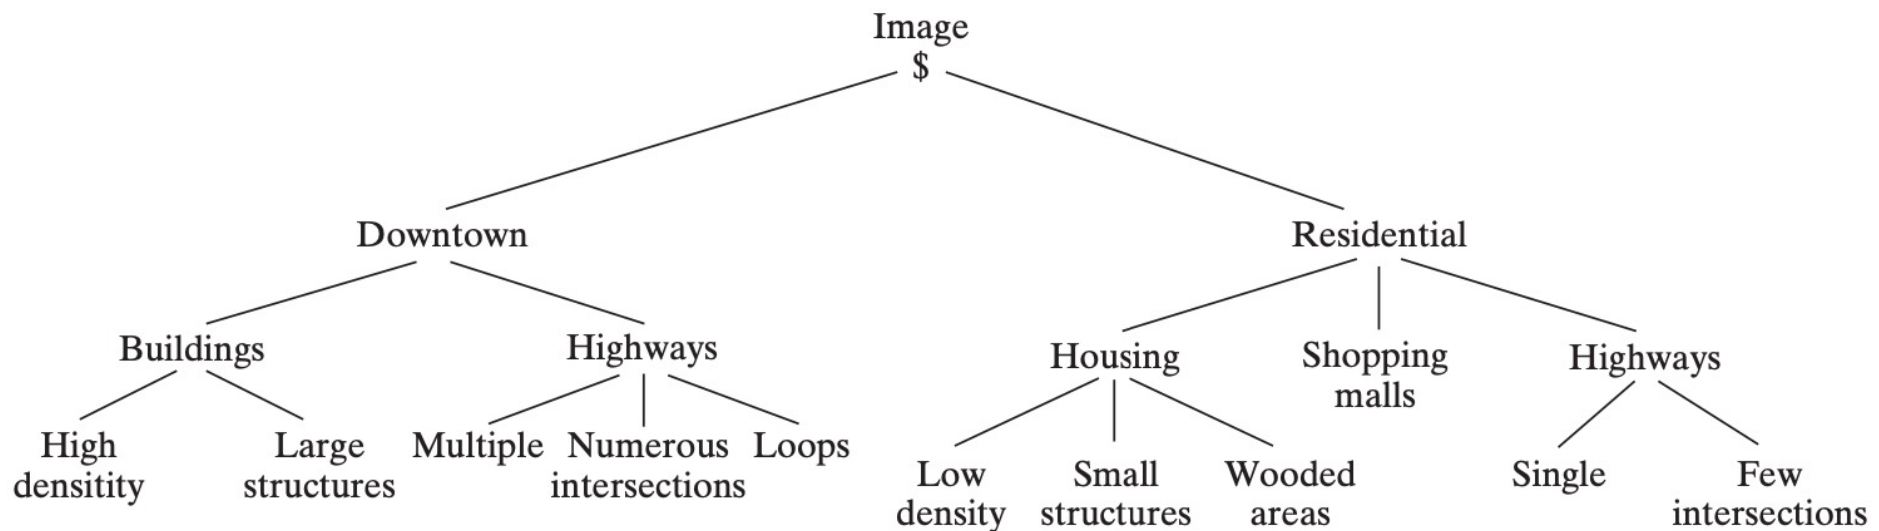 Image
$
Downtown
Residential
Buildings
Highways
Housing
Shopping
malls
Highways
High
densitity
Large
structures
Multiple
Numerous
intersections
Loops
Low
density
Small
structures
Wooded
areas
Single
Few
intersections